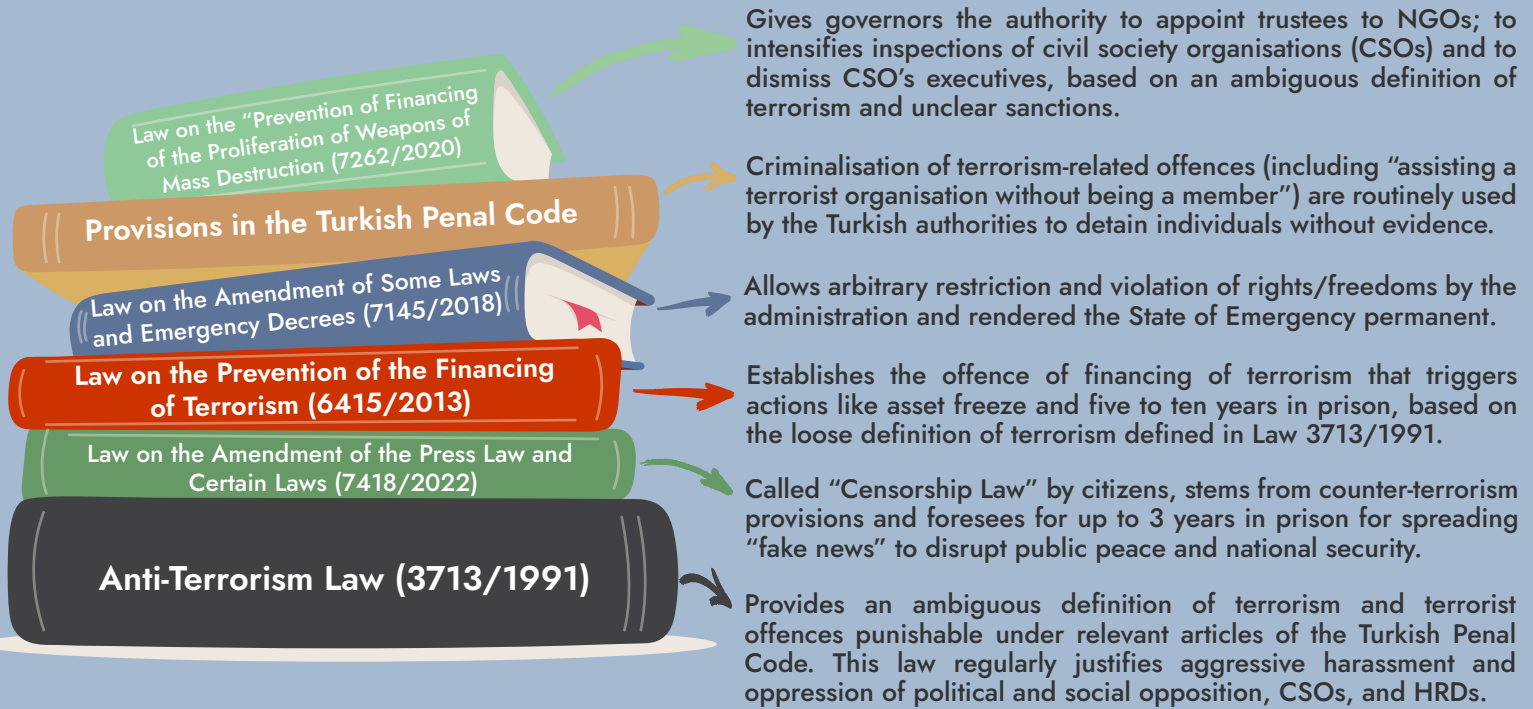 Law on the “Prevention of Financing
of the Proliferation of Weapons of
Mass Destruction (7262/2020)
Gives governors the authority to appoint trustees to NGOs; to
intensifies inspections of civil society organisations (CSOs) and to
dismiss CSO’s executives, based on an ambiguous definition of
terrorism and unclear sanctions.
Provisions in the Turkish Penal Code
Criminalisation of terrorism-related offences (including “assisting a
terrorist organisation without being a member”) are routinely used
by the Turkish authorities to detain individuals without evidence.
Law on the Amendment of Some Laws
and Emergency Decrees (7145/2018)
Allows arbitrary restriction and violation of rights/freedoms by the
administration and rendered the State of Emergency permanent.
Law on the Prevention of the Financing
of Terrorism (6415/2013)
Establishes the offence of financing of terrorism that triggers
actions like asset freeze and five to ten years in prison, based on
the loose definition of terrorism defined in Law 3713/1991.
Law on the Amendment of the Press Law and
Certain Laws (7418/2022)
Called “Censorship Law” by citizens, stems from counter-terrorism
provisions and foresees for up to 3 years in prison for spreading
“fake news” to disrupt public peace and national security.
Anti-Terrorism Law (3713/1991)
Provides an ambiguous definition of terrorism and terrorist
offences punishable under relevant articles of the Turkish Penal
Code. This law regularly justifies aggressive harassment and
oppression of political and social opposition, CSOs, and HRDs.